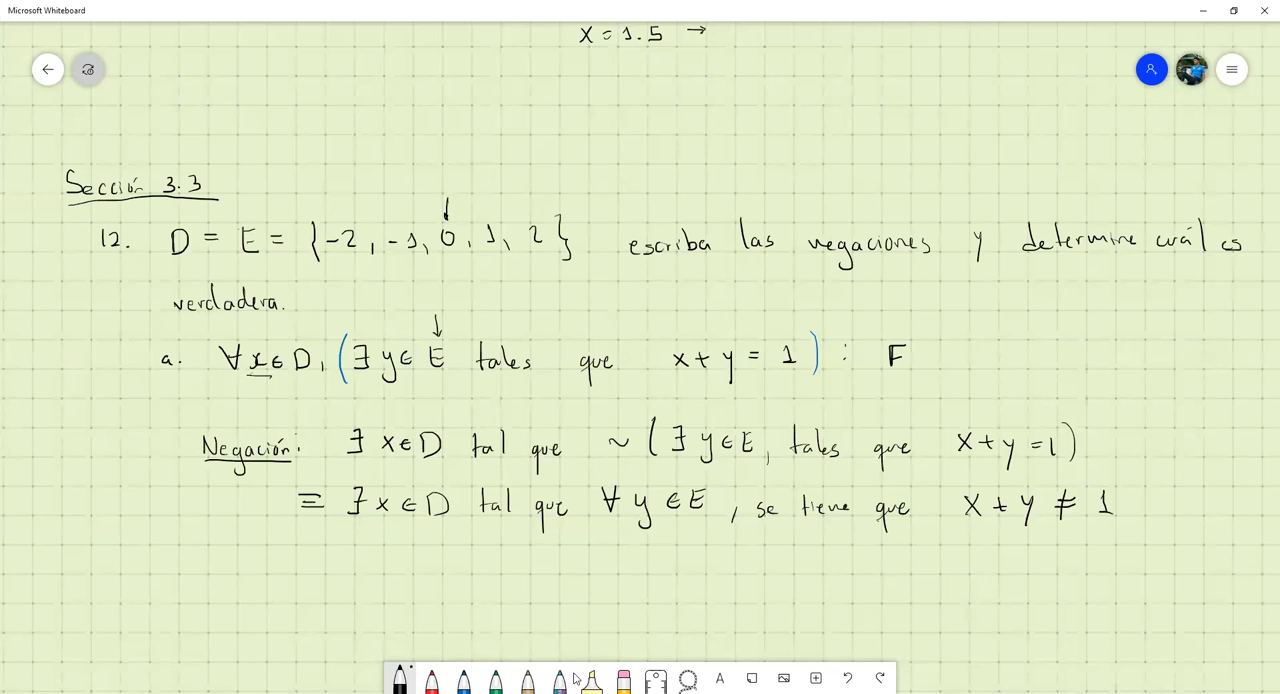 Microsoft Whiteboard
x = 1.5 →
Sección 3.3
12. D = E = {-2, -1, 0, 1, 2} escriba las negaciones y determine cuál es
verdadera.
a. ∀ x ∈ D, (∃ y ∈ E tales que x + y = 1) : F
Negación: ∃ x ∈ D tal que ~ (∃ y ∈ E, tales que x + y = 1)
≡ ∃ x ∈ D tal que ∀ y ∈ E, se tiene que x + y ≠ 1
A